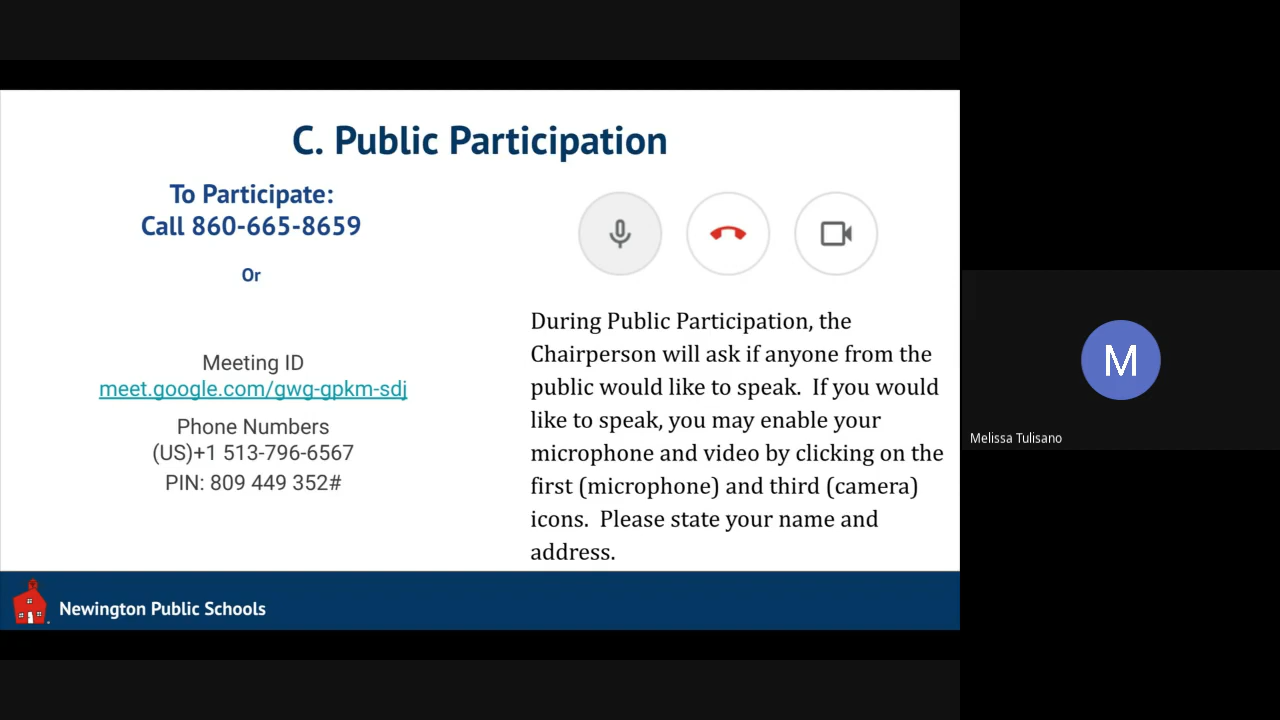 C. Public Participation
To Participate:
Call 860-665-8659
Or
Meeting ID
meet.google.com/gwg-gpkm-sdj
Phone Numbers
(US)+1 513-796-6567
PIN: 809 449 352#
During Public Participation, the
Chairperson will ask if anyone from the
public would like to speak.  If you would
like to speak, you may enable your
microphone and video by clicking on the
first (microphone) and third (camera)
icons.  Please state your name and
address.
Newington Public Schools
M
Melissa Tulisano